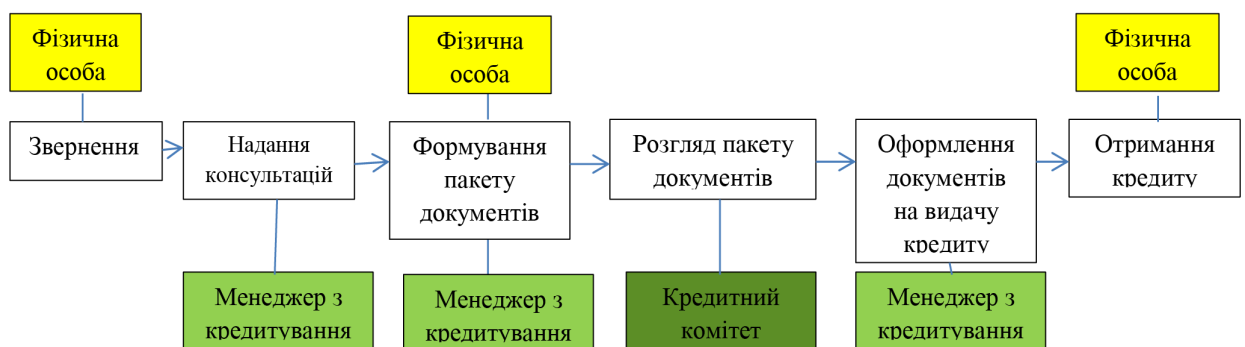 Фізична
особа
Фізична
особа
Фізична
особа
Звернення
Надання
консультацій
Формування
пакету
документів
Розгляд пакету
документів
Оформлення
документів
на видачу
кредиту
Отримання
кредиту
Менеджер з
кредитування
Менеджер з
кредитування
Кредитний
комітет
Менеджер з
кредитування